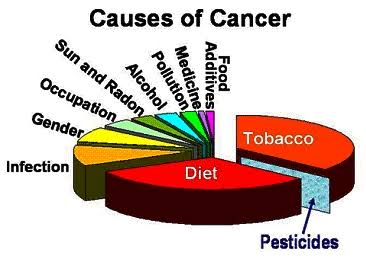 Causes of Cancer
Food
Additives
Medicine
Pollution
Alcohol
Sun and Radon
Occupation
Gender
Infection
Tobacco
Diet
Pesticides